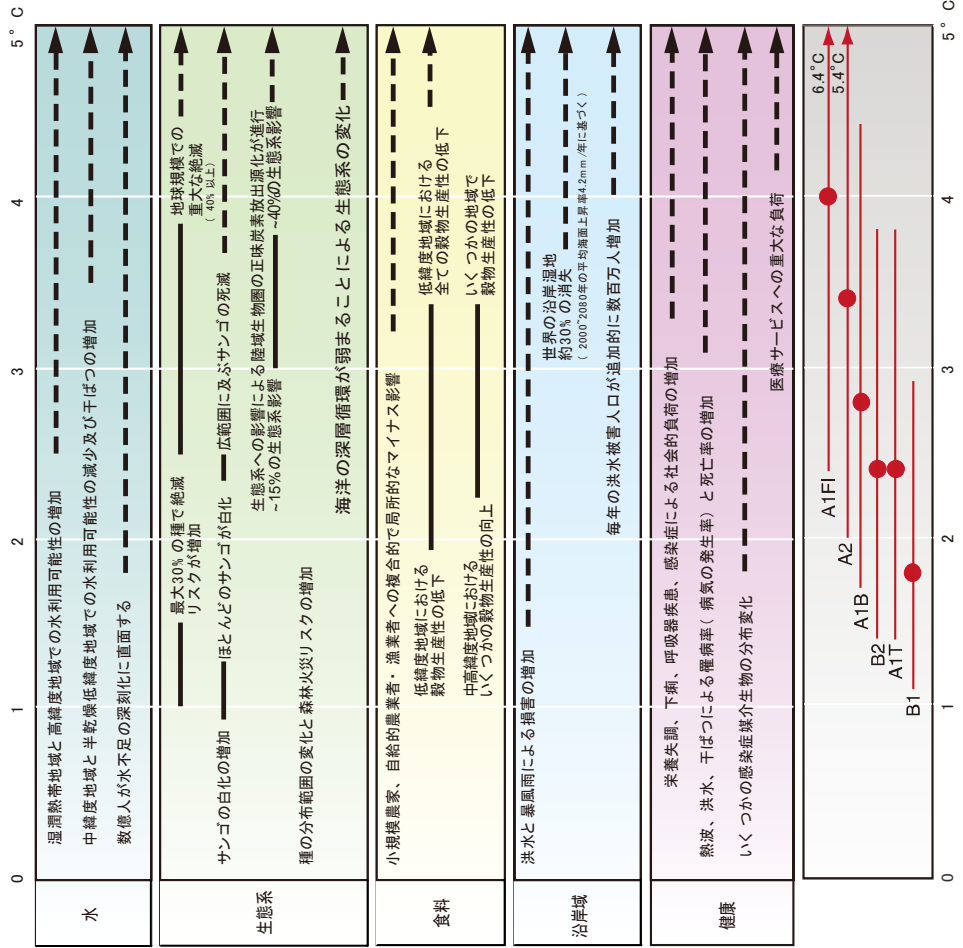 0
1
2
3
4
5°C
水
湿潤熱帯地域と高緯度地域での水利用可能性の増加
中緯度地域と半乾燥低緯度地域での水利用可能性の減少及び干ばつの増加
数億人が水不足の深刻化に直面する
生態系
最大30%の種で絶滅
リスクが増加
地球規模での
重大な絶滅
(40%以上)
サンゴの白化の増加
ほとんどのサンゴが白化
広範囲に及ぶサンゴの死滅
生態系への影響による陸域生物圏の正味炭素放出源化が進行
~15%の生態系影響
~40%の生態系影響
種の分布範囲の変化と森林火災リスクの増加
海洋の深層循環が弱まることによる生態系の変化
食料
小規模農家、自給的農業者・漁業者への複合的で局所的なマイナス影響
低緯度地域における
穀物生産性の低下
低緯度地域における
全ての穀物生産性の低下
中高緯度地域における
いくつかの穀物生産性の向上
いくつかの地域で
穀物生産性の低下
沿岸域
洪水と暴風雨による損害の増加
世界の沿岸湿地
約30%の消失
(2000~2080年の平均海面上昇率4.2mm/年に基づく)
毎年の洪水被害人口が追加的に数百万人増加
健康
栄養失調、下痢、呼吸器疾患、感染症による社会的負荷の増加
熱波、洪水、干ばつによる罹病率(病気の発生率)と死亡率の増加
いくつかの感染症媒介生物の分布変化
医療サービスへの重大な負荷
A1FI
6.4°C
A2
5.4°C
A1B
B2
A1T
B1
0
1
2
3
4
5°C